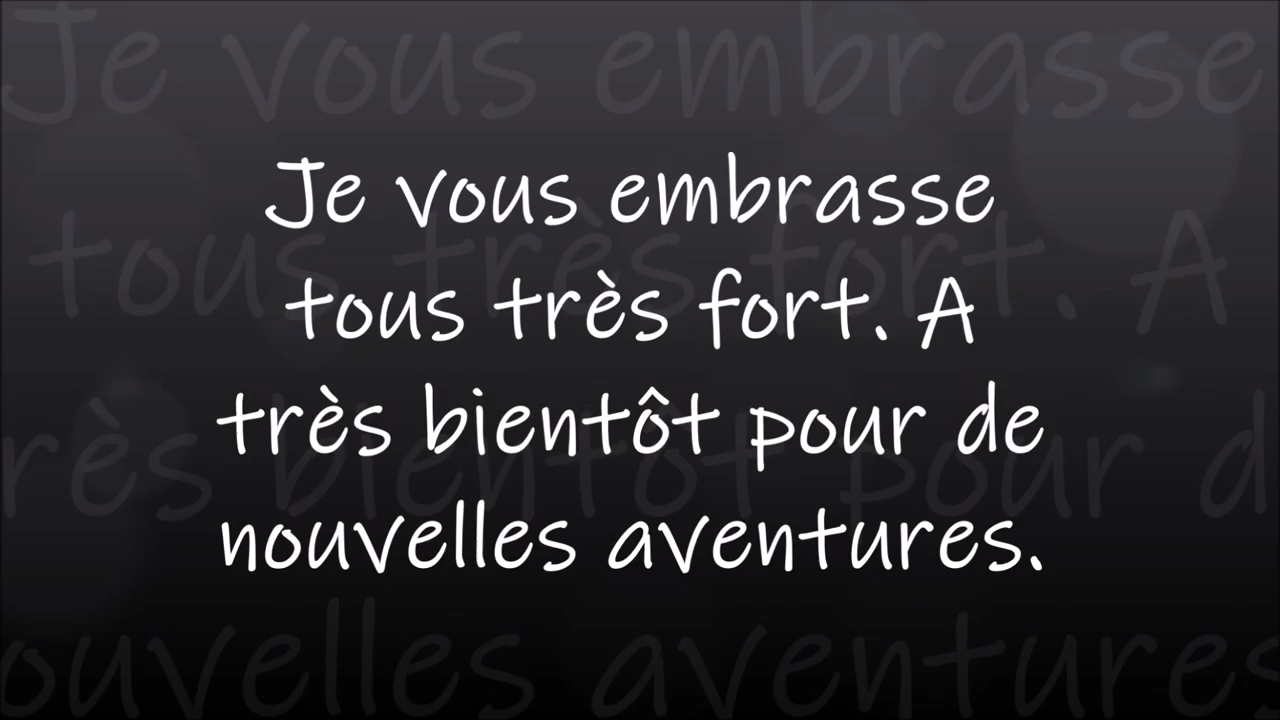 Je vous embrasse
tous très fort. A
très bientôt pour de
nouvelles aventures.